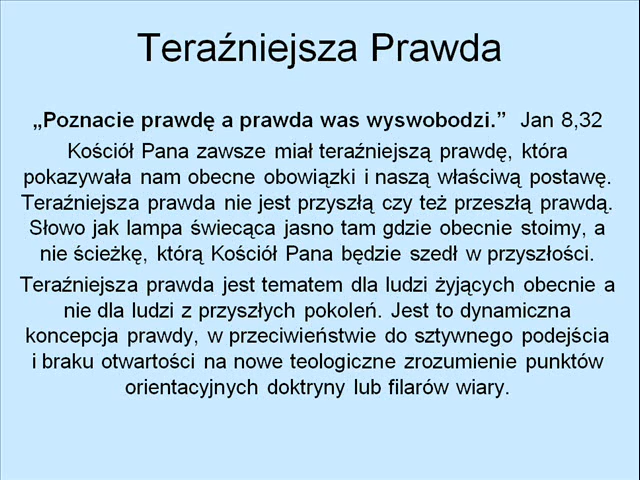 Teraźniejsza Prawda
„Poznacie prawdę a prawda was wyswobodzi.” Jan 8,32
Kościół Pana zawsze miał teraźniejszą prawdę, która
pokazywała nam obecne obowiązki i naszą właściwą postawę.
Teraźniejsza prawda nie jest przyszłą czy też przeszłą prawdą.
Słowo jak lampa świecąca jasno tam gdzie obecnie stoimy, a
nie ścieżkę, którą Kościół Pana będzie szedł w przyszłości.
Teraźniejsza prawda jest tematem dla ludzi żyjących obecnie a
nie dla ludzi z przyszłych pokoleń. Jest to dynamiczna
koncepcja prawdy, w przeciwieństwie do sztywnego podejścia
i braku otwartości na nowe teologiczne zrozumienie punktów
orientacyjnych doktryny lub filarów wiary.